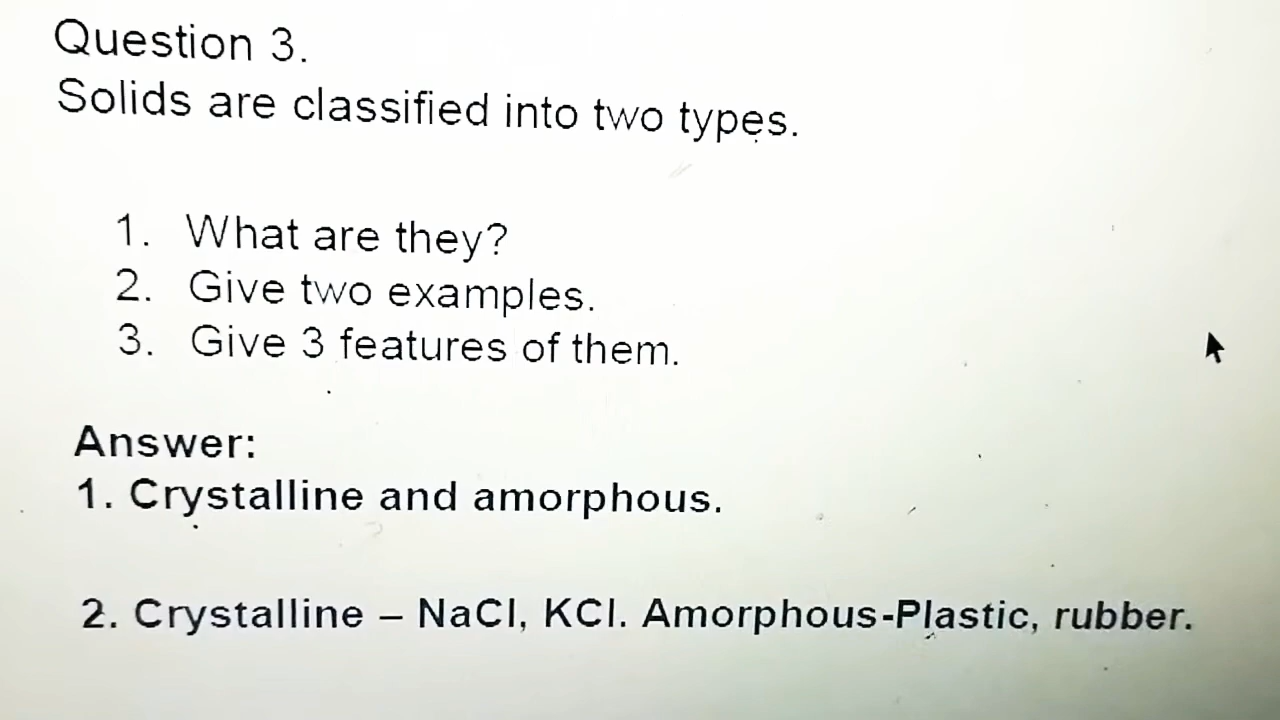 Question 3.
Solids are classified into two types.
1. What are they?
2. Give two examples.
3. Give 3 features of them.
Answer:
1. Crystalline and amorphous.
2. Crystalline – NaCl, KCl. Amorphous-Plastic, rubber.